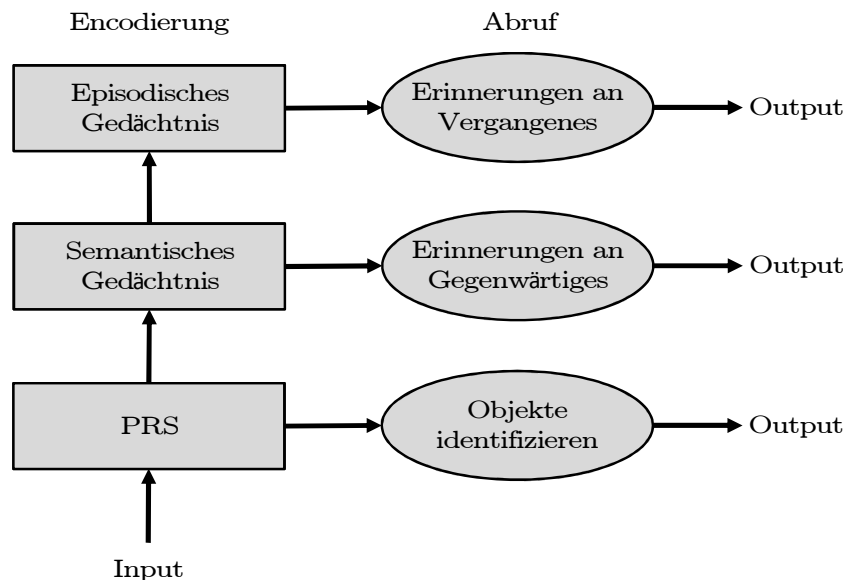 Encodierung
Abruf
Episodisches
Gedächtnis
Erinnerungen an
Vergangenes
Output
Semantisches
Gedächtnis
Erinnerungen an
Gegenwärtiges
Output
PRS
Objekte
identifizieren
Output
Input